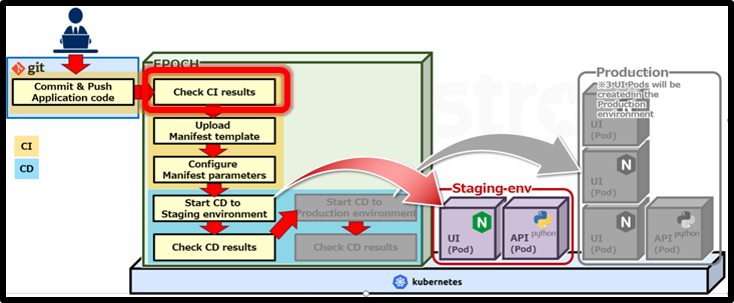 git
Commit & Push
Application code
CI
CD
EPOCH
Check CI results
Upload
Manifest template
Configure
Manifest parameters
Start CD to
Staging environment
Check CD results
Start CD to
Production environment
Check CD results
Staging env
N
UI
(Pod)
python
API
(Pod)
Production
※3 UI Pods will be
created in the
Production
environment
N
UI
(Pod)
N
UI
(Pod)
N
UI
(Pod)
python
API
(Pod)
kubernetes